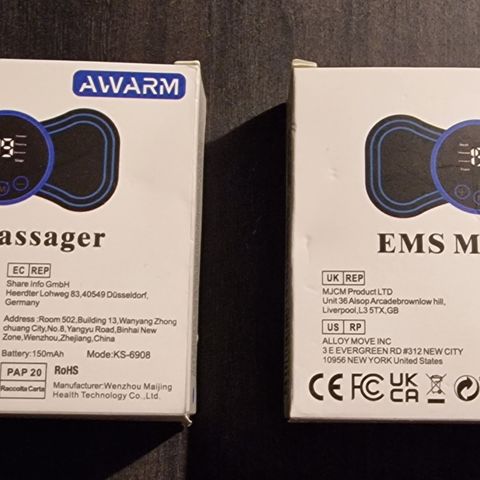 AWARM
assager
EC REP
Share info GmbH
Heerdter Lohweg 83,40549 Düsseldorf,
Germany
Address :Room 502,Building 13,Wanyang Zhong
chuang City,No.8,Yangyu Road,Binhai New
Zone,Wenzhou,Zhejiang,China
Battery:150mAh Mode:KS-6908
PAP 20
Raccolta Carta
RoHS
Manufacturer:Wenzhou Maijing
Health Technology Co., Ltd.
EMS M
UK REP
MJCM Product LTD
Unit 36 Alsop Arcadebrownlow hill,
Liverpool,L3 5TX,GB
US RP
ALLOY MOVE INC
3 E EVERGREEN RD #312 NEW CITY
10956 NEW YORK United S
CE FC UK
CA